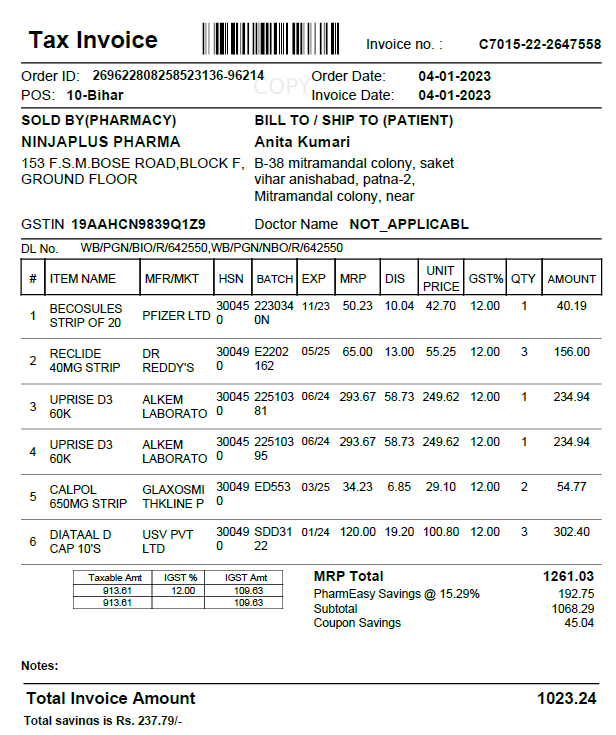 Tax Invoice
Invoice no. : C7015-22-2647558
Order ID: 269622808258523136-96214
COPY
Order Date: 04-01-2023
POS: 10-Bihar
Invoice Date: 04-01-2023
SOLD BY(PHARMACY) BILL TO / SHIP TO (PATIENT)
NINJAPLUS PHARMA Anita Kumari
153 F.S.M.BOSE ROAD,BLOCK F, B-38 mitramandal colony, saket
GROUND FLOOR vihar anishabad, patna-2,
Mitramandal colony, near
GSTIN 19AAHCN9839Q1Z9 Doctor Name NOT_APPLICABL
DL No. WB/PGN/BIO/R/642550,WB/PGN/NBO/R/642550
# ITEM NAME MFR/MKT HSN BATCH EXP MRP DIS UNIT PRICE GST% QTY AMOUNT
1 BECOSULES STRIP OF 20 PFIZER LTD 300450 2230340N 11/23 50.23 10.04 42.70 12.00 1 40.19
2 RECLIDE 40MG STRIP DR REDDY'S 300490 E2202162 05/25 65.00 13.00 55.25 12.00 3 156.00
3 UPRISE D3 60K ALKEM LABORATO 300450 22510381 06/24 293.67 58.73 249.62 12.00 1 234.94
4 UPRISE D3 60K ALKEM LABORATO 300450 22510395 06/24 293.67 58.73 249.62 12.00 1 234.94
5 CALPOL 650MG STRIP GLAXOSMITHKLINE P 300490 ED553 03/25 34.23 6.85 29.10 12.00 2 54.77
6 DIATAAL D CAP 10'S USV PVT LTD 300490 SDD3122 01/24 120.00 19.20 100.80 12.00 3 302.40
Taxable Amt IGST % IGST Amt
913.61 12.00 109.63
913.61 109.63
MRP Total 1261.03
PharmEasy Savings @ 15.29% 192.75
Subtotal 1068.29
Coupon Savings 45.04
Notes:
Total Invoice Amount 1023.24
Total savings is Rs. 237.79/-